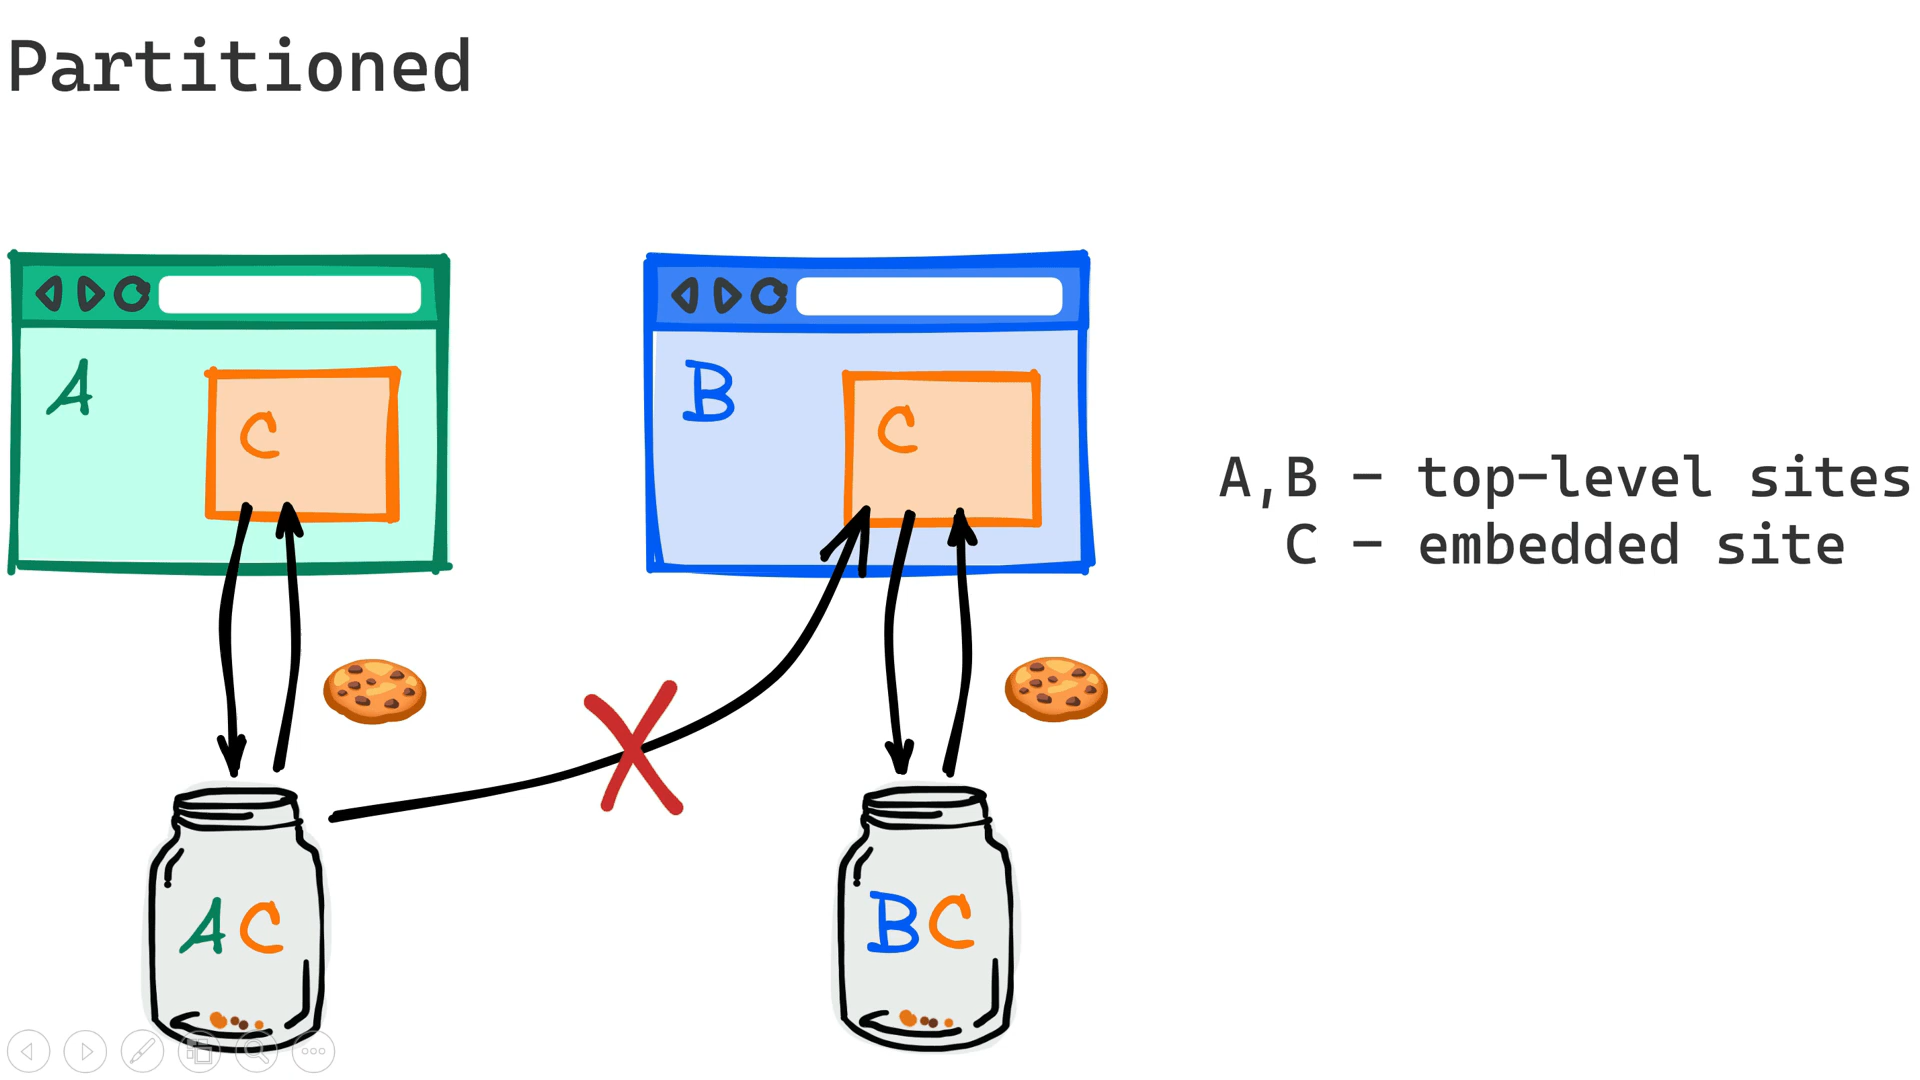 Partitioned
A
C
B
C
A,B - top-level sites
C - embedded site
AC
BC